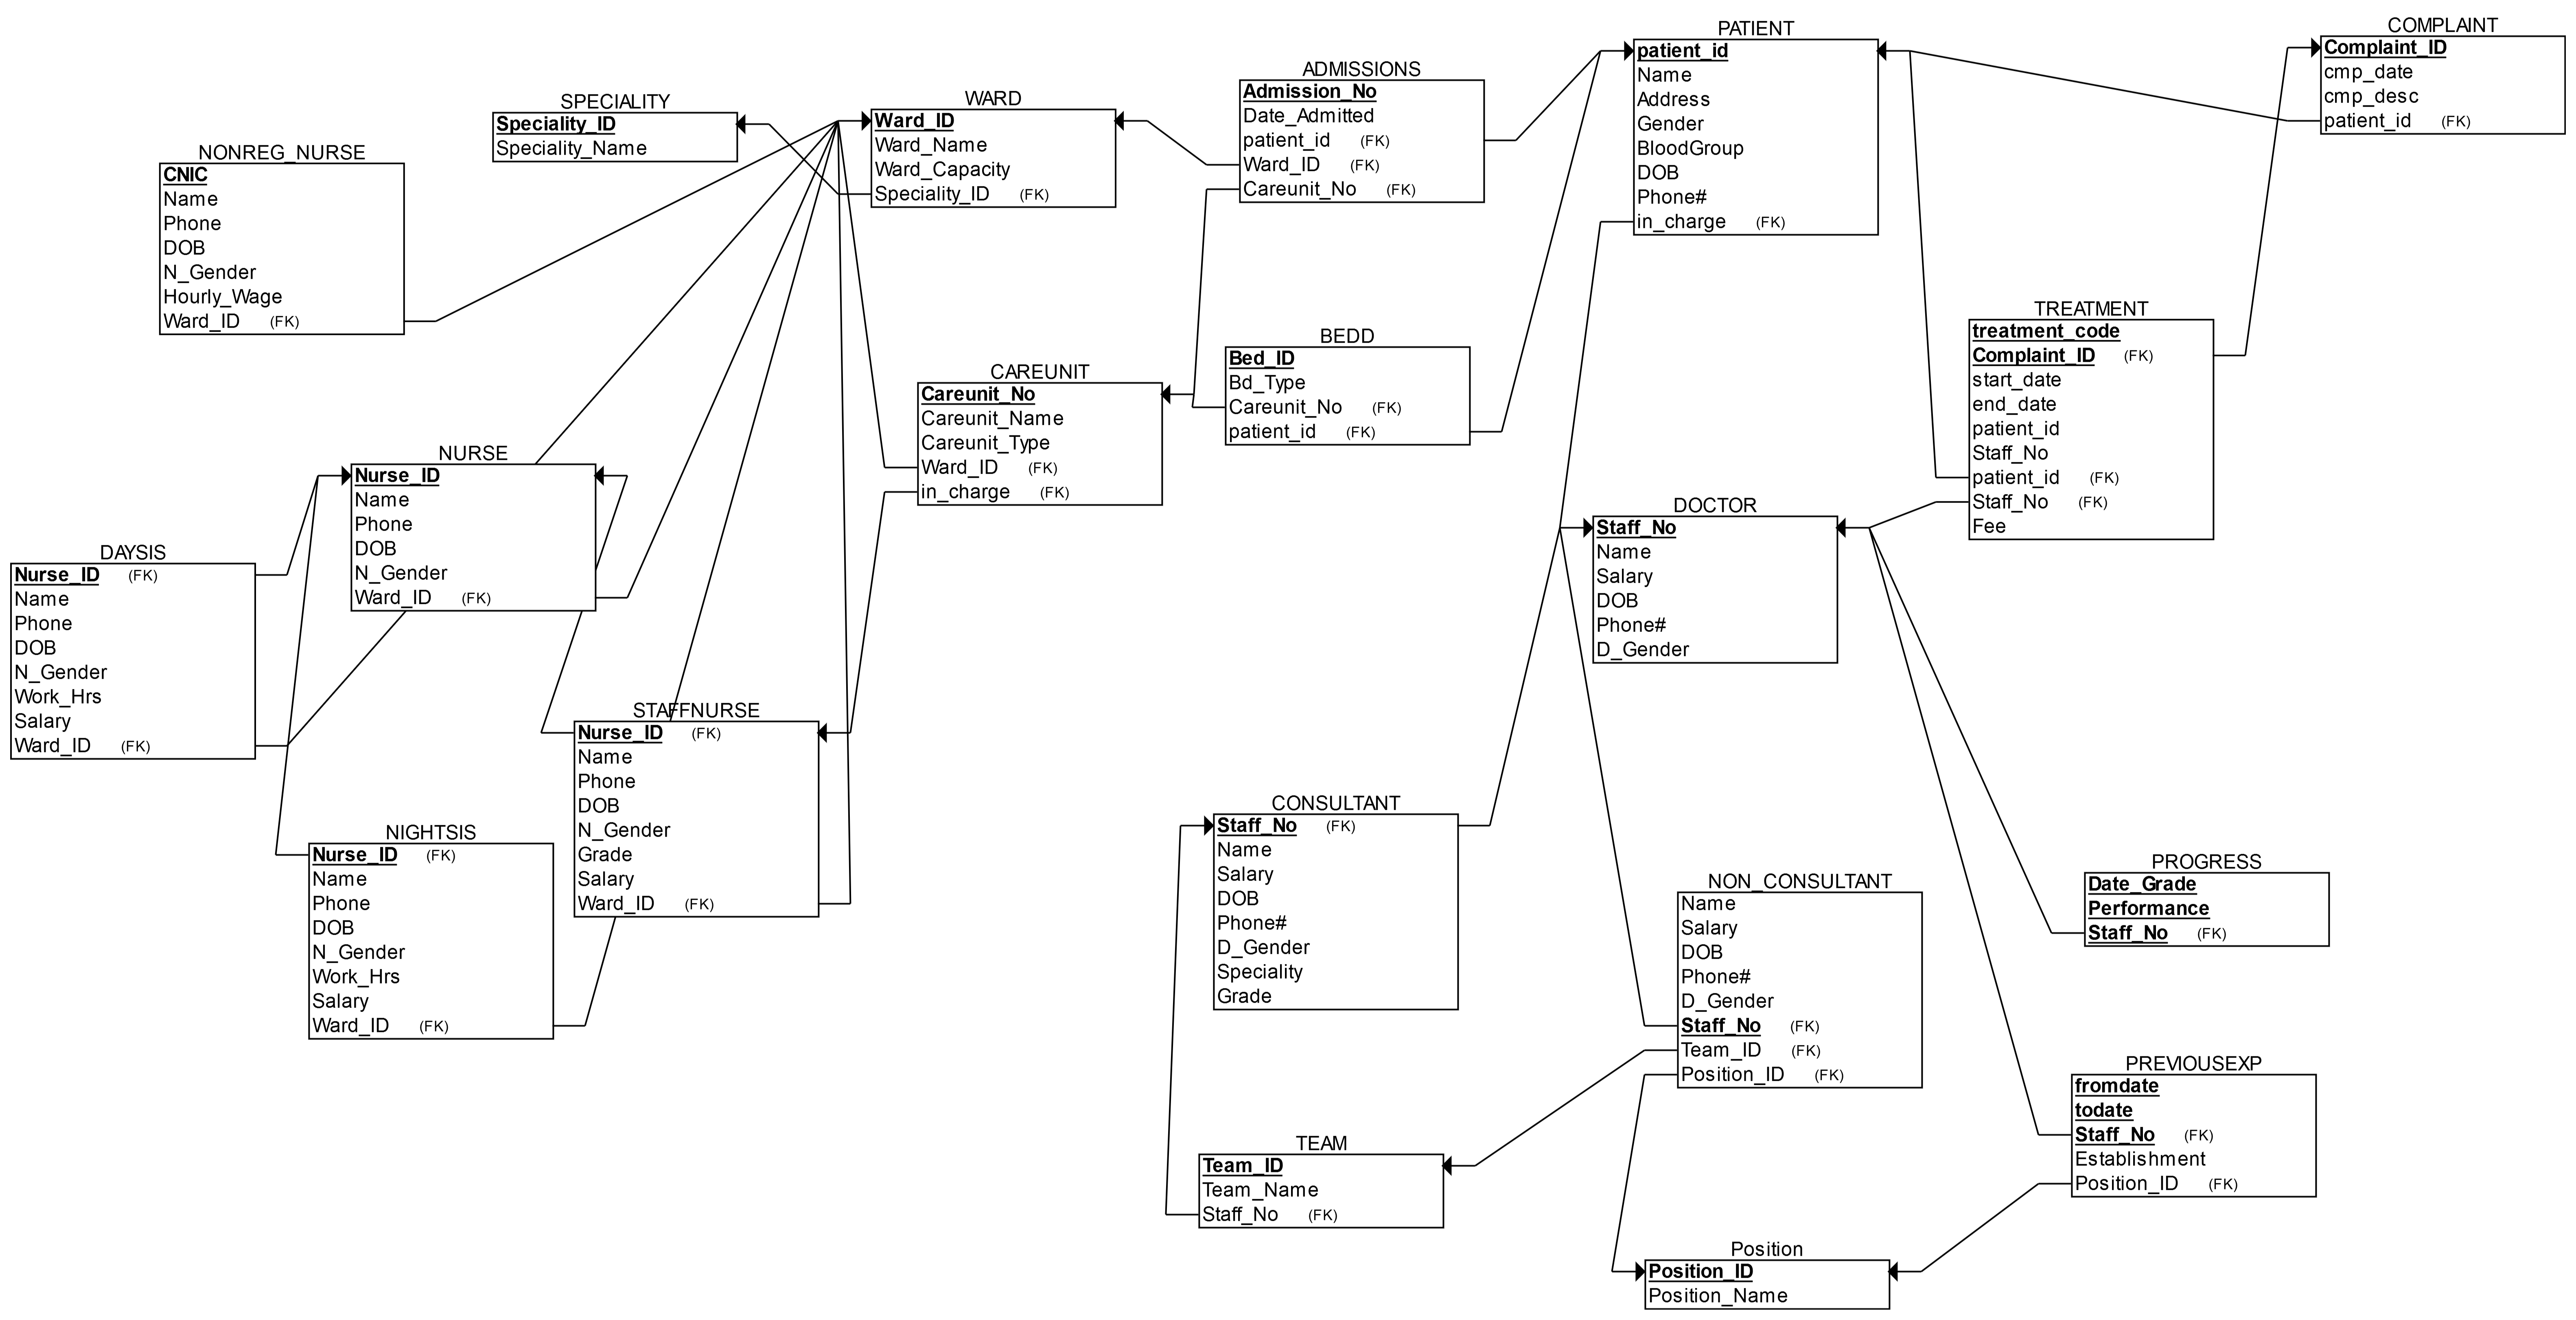 COMPLAINT
Complaint_ID
cmp_date
cmp_desc
patient_id (FK)
PATIENT
patient_id
Name
Address
Gender
BloodGroup
DOB
Phone#
in_charge (FK)
ADMISSIONS
Admission_No
Date_Admitted
patient_id (FK)
Ward_ID (FK)
Careunit_No (FK)
WARD
Ward_ID
Ward_Name
Ward_Capacity
Speciality_ID (FK)
SPECIALITY
Speciality_ID
Speciality_Name
NONREG_NURSE
CNIC
Name
Phone
DOB
N_Gender
Hourly_Wage
Ward_ID (FK)
TREATMENT
treatment_code
Complaint_ID (FK)
start_date
end_date
patient_id
Staff_No
patient_id (FK)
Staff_No (FK)
Fee
BEDD
Bed_ID
Bd_Type
Careunit_No (FK)
patient_id (FK)
CAREUNIT
Careunit_No
Careunit_Name
Careunit_Type
Ward_ID (FK)
in_charge (FK)
NURSE
Nurse_ID
Name
Phone
DOB
N_Gender
Ward_ID (FK)
DOCTOR
Staff_No
Name
Salary
DOB
Phone#
D_Gender
DAYSIS
Nurse_ID (FK)
Name
Phone
DOB
N_Gender
Work_Hrs
Salary
Ward_ID (FK)
STAFFNURSE
Nurse_ID (FK)
Name
Phone
DOB
N_Gender
Grade
Salary
Ward_ID (FK)
NIGHTSIS
Nurse_ID (FK)
Name
Phone
DOB
N_Gender
Work_Hrs
Salary
Ward_ID (FK)
CONSULTANT
Staff_No (FK)
Name
Salary
DOB
Phone#
D_Gender
Speciality
Grade
NON_CONSULTANT
Name
Salary
DOB
Phone#
D_Gender
Staff_No (FK)
Team_ID (FK)
Position_ID (FK)
PROGRESS
Date_Grade
Performance
Staff_No (FK)
PREVIOUSEXP
fromdate
todate
Staff_No (FK)
Establishment
Position_ID (FK)
TEAM
Team_ID
Team_Name
Staff_No (FK)
Position
Position_ID
Position_Name